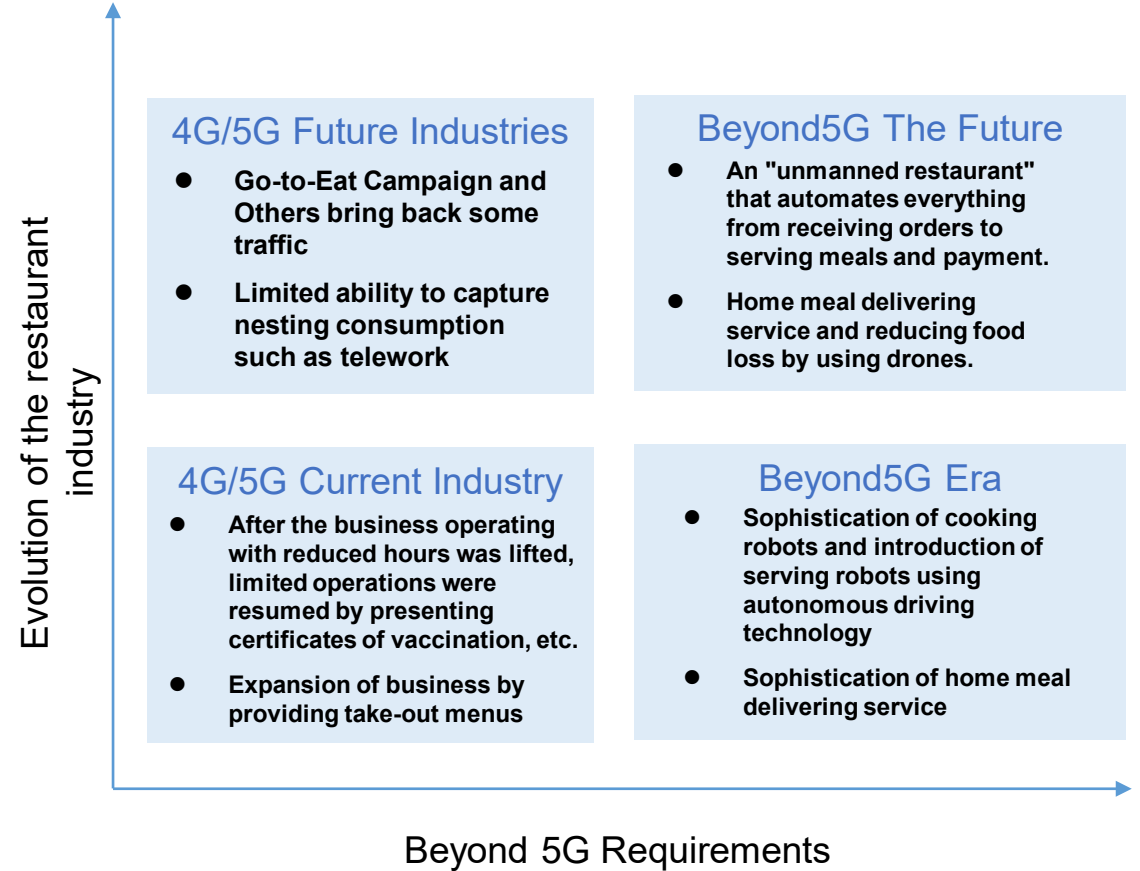 Evolution of the restaurant
industry
4G/5G Future Industries
● Go-to-Eat Campaign and
Others bring back some
traffic
● Limited ability to capture
nesting consumption
such as telework
Beyond5G The Future
● An "unmanned restaurant"
that automates everything
from receiving orders to
serving meals and payment.
● Home meal delivering
service and reducing food
loss by using drones.
4G/5G Current Industry
● After the business operating
with reduced hours was lifted,
limited operations were
resumed by presenting
certificates of vaccination, etc.
● Expansion of business by
providing take-out menus
Beyond5G Era
● Sophistication of cooking
robots and introduction of
serving robots using
autonomous driving
technology
● Sophistication of home meal
delivering service
Beyond 5G Requirements